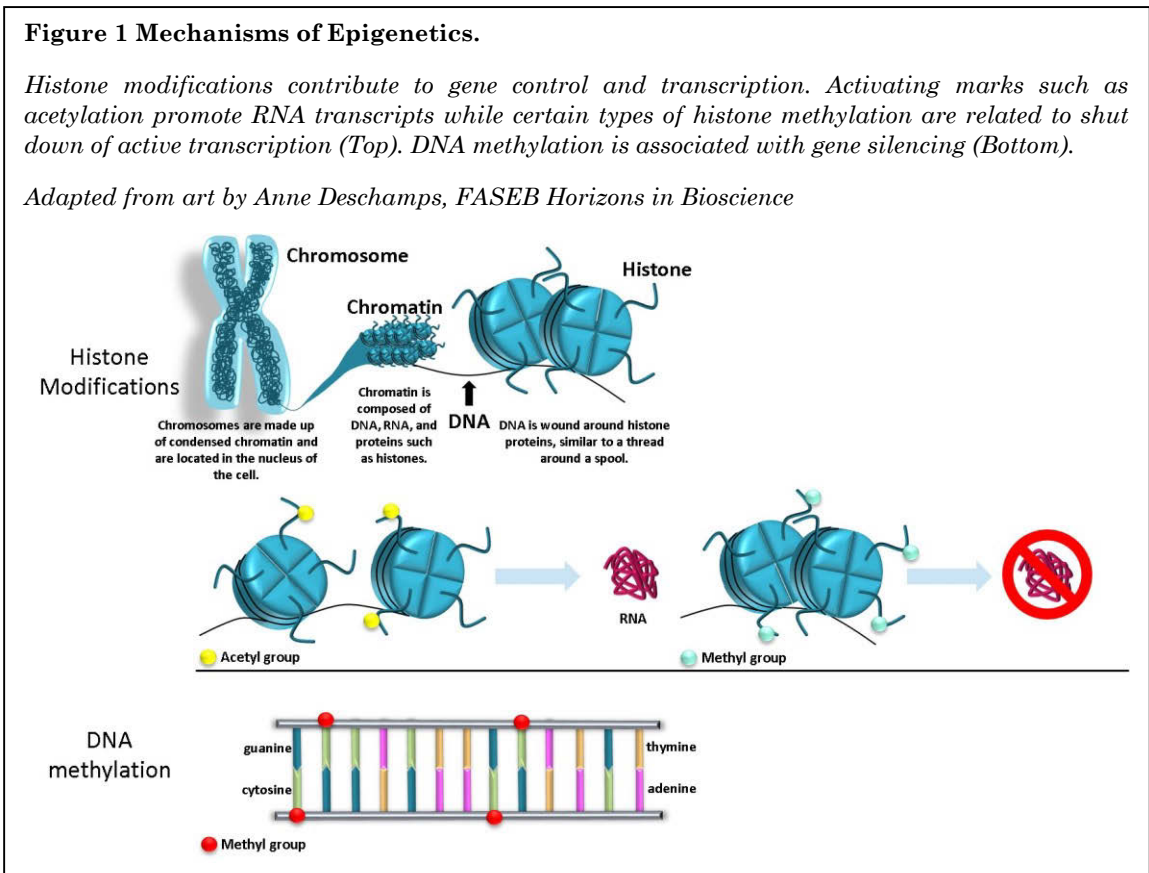 Figure 1 Mechanisms of Epigenetics.
Histone modifications contribute to gene control and transcription. Activating marks such as
acetylation promote RNA transcripts while certain types of histone methylation are related to shut
down of active transcription (Top). DNA methylation is associated with gene silencing (Bottom).
Adapted from art by Anne Deschamps, FASEB Horizons in Bioscience
Chromosome
Histone
Chromatin
Histone
Modifications
Chromosomes are made up
of condensed chromatin and
are located in the nucleus of
the cell.
Chromatin is
composed of
DNA, RNA, and
proteins such
as histones.
DNA
DNA is wound around histone
proteins, similar to a thread
around a spool.
RNA
Acetyl group
Methyl group
DNA
methylation
guanine
thymine
cytosine
adenine
Methyl group